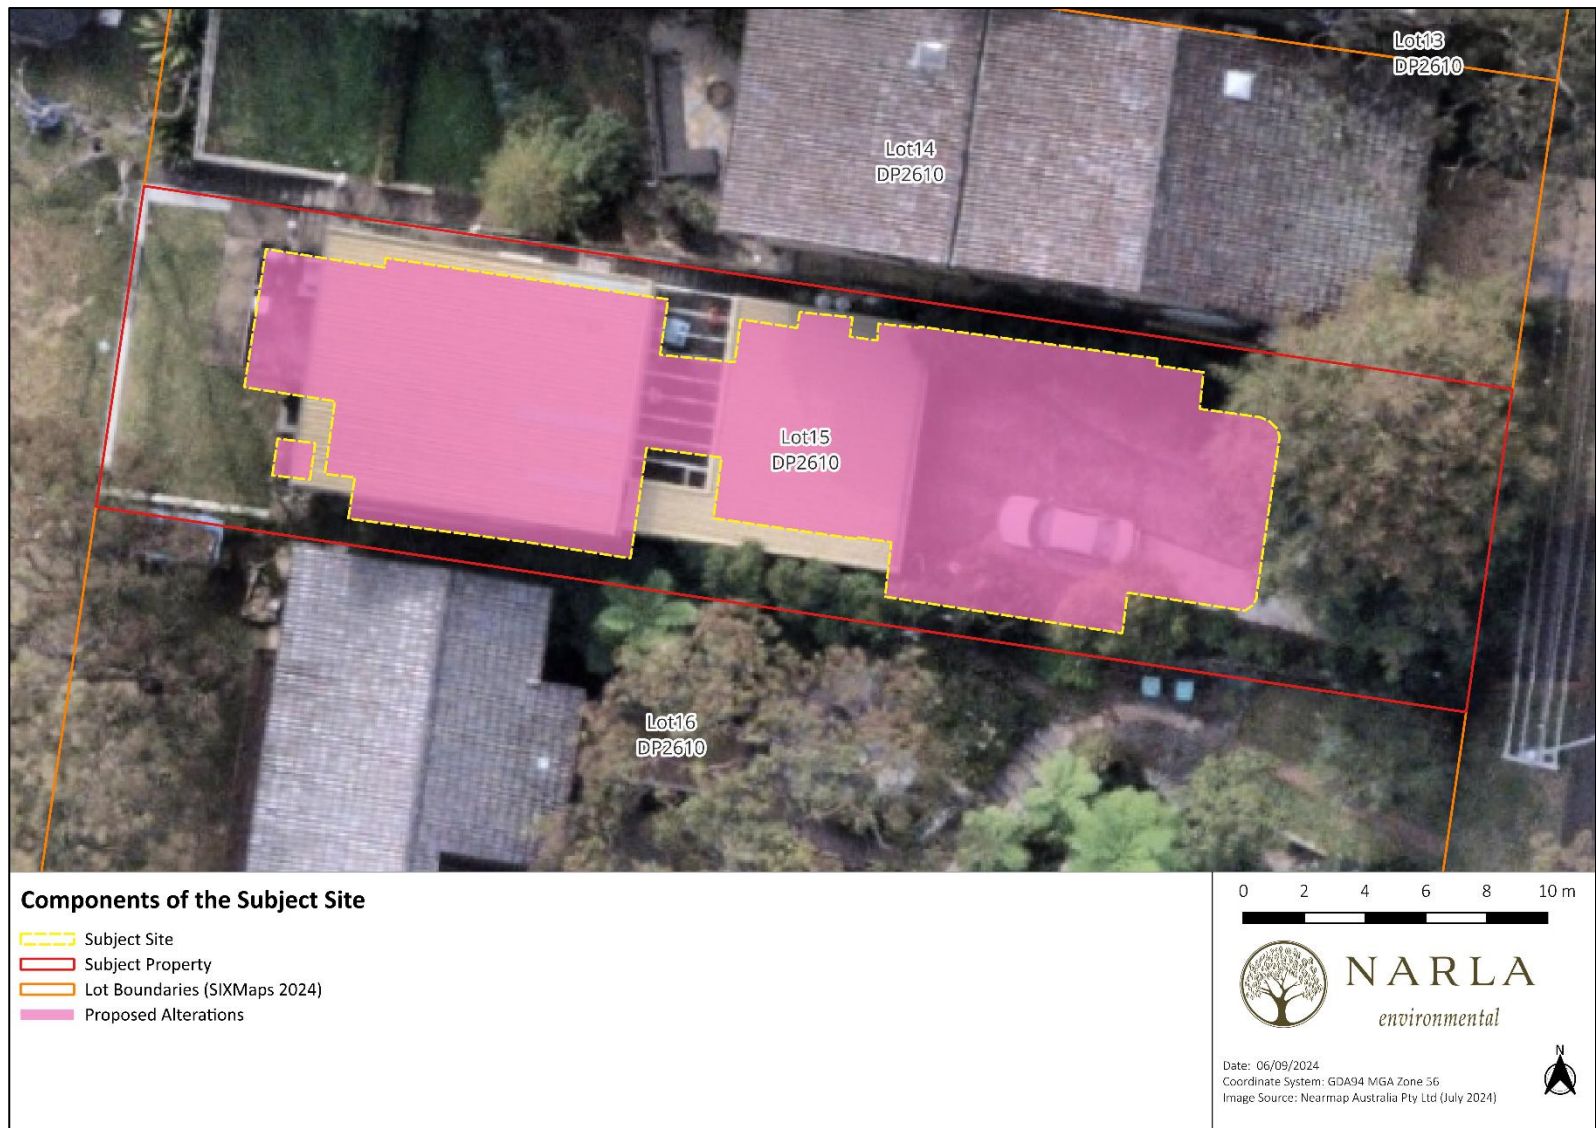 Lot13
DP2610
Lot14
DP2610
Lot15
DP2610
Lot16
DP2610
Components of the Subject Site
Subject Site
Subject Property
Lot Boundaries (SIXMaps 2024)
Proposed Alterations
0 2 4 6 8 10 m
NARLA
environmental
N
Date: 06/09/2024
Coordinate System: GDA94 MGA Zone 56
Image Source: Nearmap Australia Pty Ltd (July 2024)